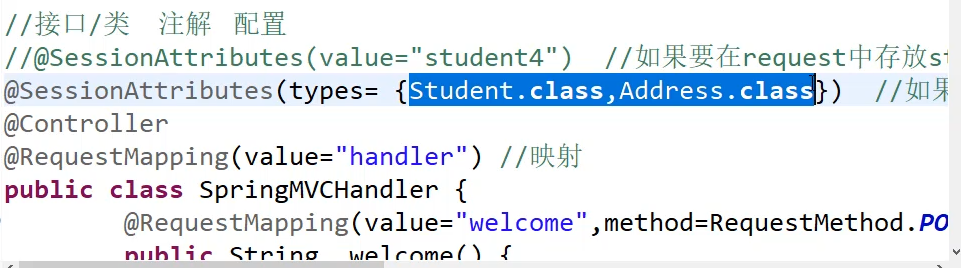 //接口/类 注解 配置
//@SessionAttributes(value="student4") //如果要在request中存放st
@SessionAttributes(types= {Student.class,Address.class}) //如果
@Controller
@RequestMapping(value="handler") //映射
public class SpringMVCHandler {
@RequestMapping(value="welcome",method=RequestMethod.PO
public String welcome() {